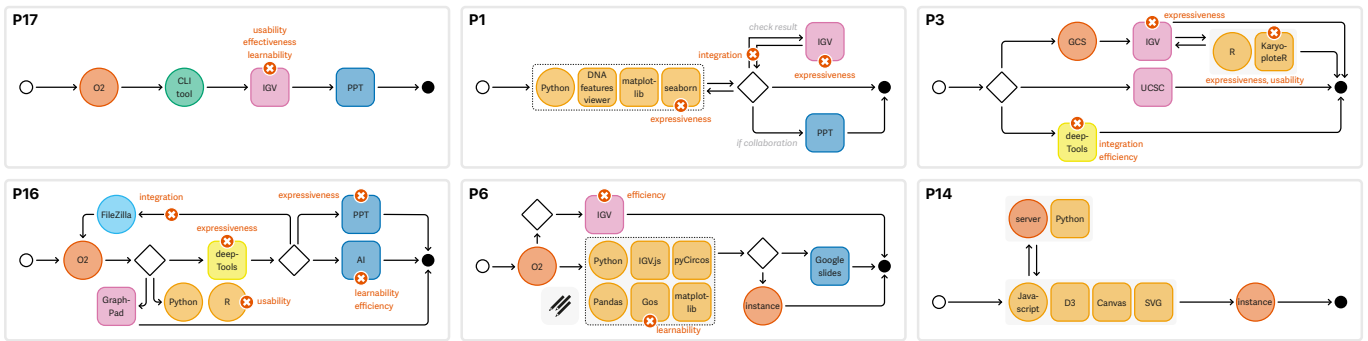 P17
usability
effectiveness
learnability
O2
CLI
tool
IGV
PPT
P1
check result
IGV
integration
expressiveness
Python
DNA
features
viewer
matplot-
lib
seaborn
expressiveness
if collaboration
PPT
P3
expressiveness
GCS
IGV
R
Karyo-
ploteR
expressiveness, usability
UCSC
deep-
Tools
integration
efficiency
P16
FileZilla
integration
expressiveness
PPT
expressiveness
O2
deep-
Tools
AI
learnability
efficiency
Graph-
Pad
Python
R
usability
P6
IGV
efficiency
O2
Python
IGV.js
pyCircos
Pandas
Gos
matplot-
lib
learnability
Google
slides
instance
P14
server
Python
Java-
script
D3
Canvas
SVG
instance